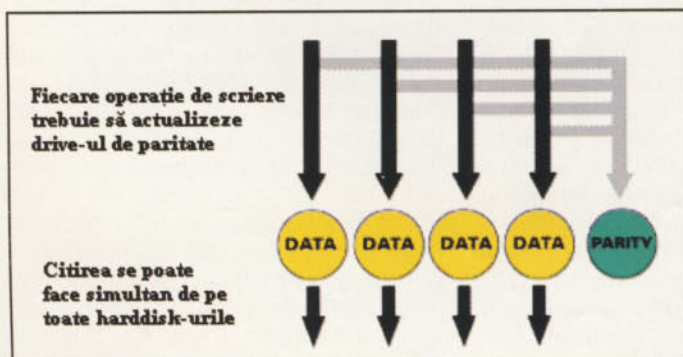 Fiecare operație de scriere
trebuie să actualizeze
drive-ul de paritate
DATA DATA DATA DATA PARITY
Citirea se poate
face simultan de pe
toate harddisk-urile